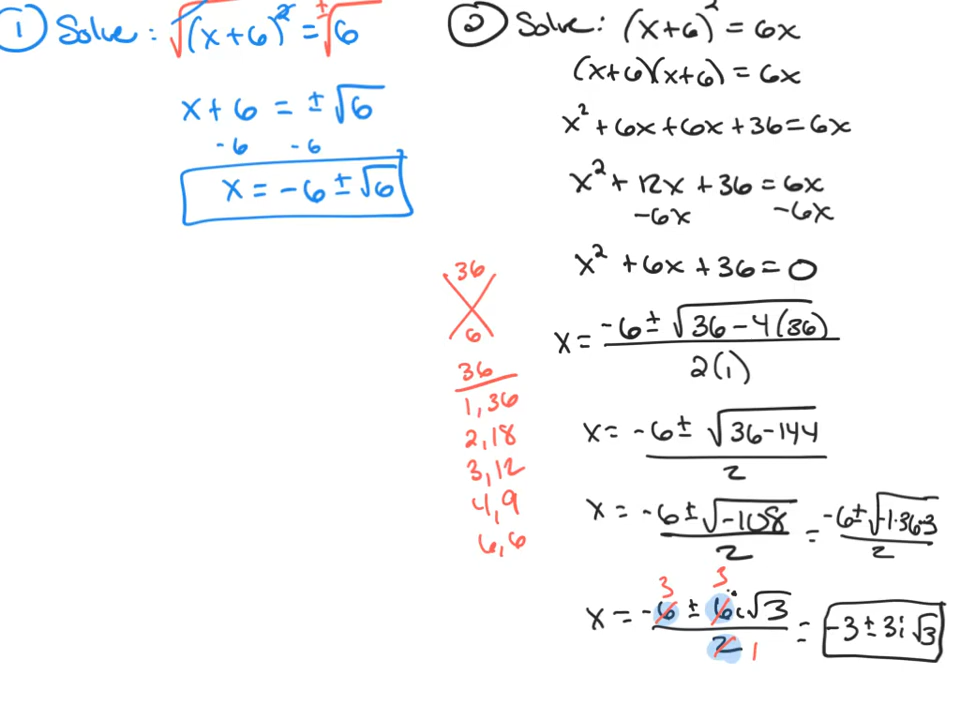 ① Solve: √(x+6)² = ±√6
x + 6 = ±√6
-6 -6
x = -6 ± √6
② Solve: (x+6)² = 6x
(x+6)(x+6) = 6x
x² + 6x + 6x + 36 = 6x
x² + 12x + 36 = 6x
-6x -6x
x² + 6x + 36 = 0
36
6
36
1, 36
2, 18
3, 12
4, 9
6, 6
x = (-6 ± √(36 - 4(36))) / 2(1)
x = (-6 ± √(36 - 144)) / 2
x = (-6 ± √-108) / 2 = (-6 ± √(-1·36·3)) / 2
3 3
x = (-6 ± 6i√3) / 2 = -3 ± 3i√3
1